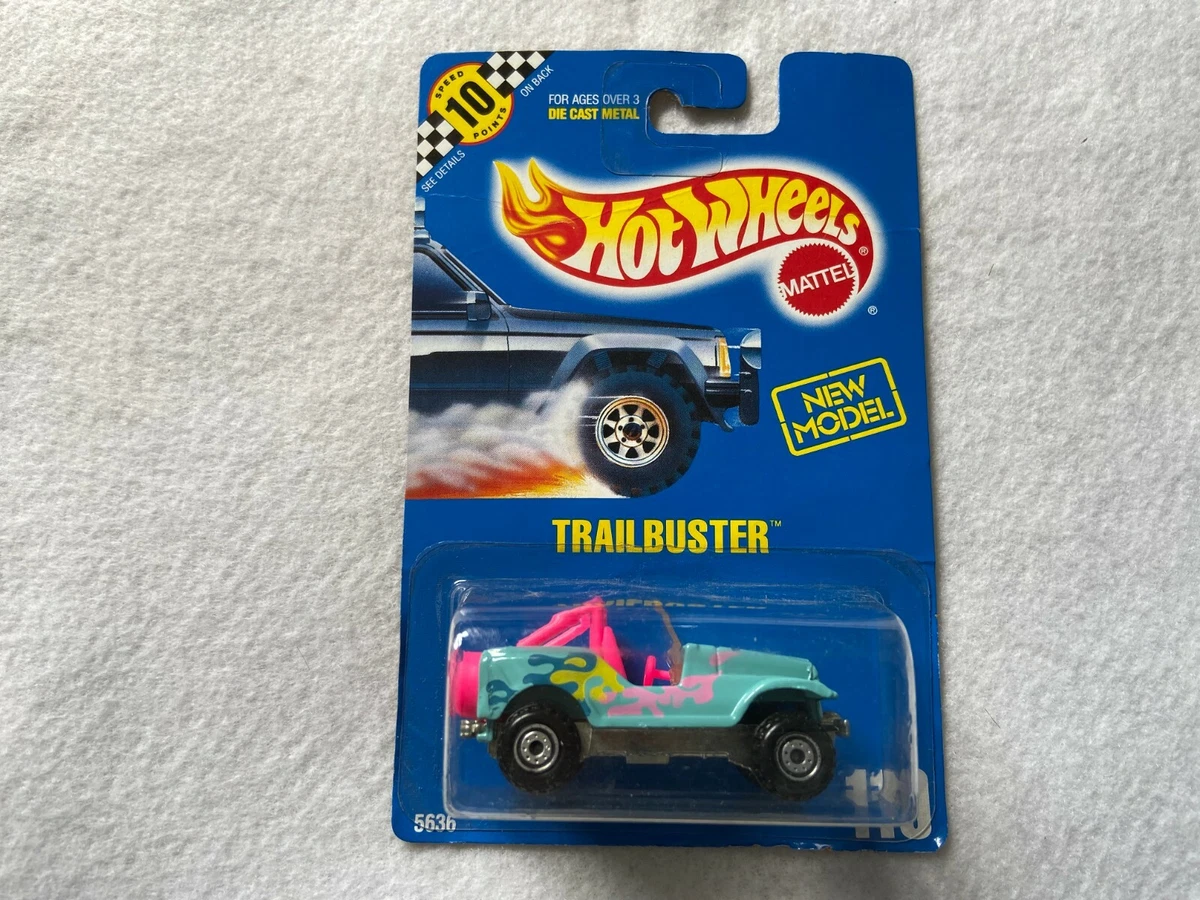 SPEED
10
POINTS
ON BACK
SEE DETAILS
FOR AGES OVER 3
DIE CAST METAL
HOT WHEELS®
MATTEL
®
NEW
MODEL
TRAILBUSTER™
5636